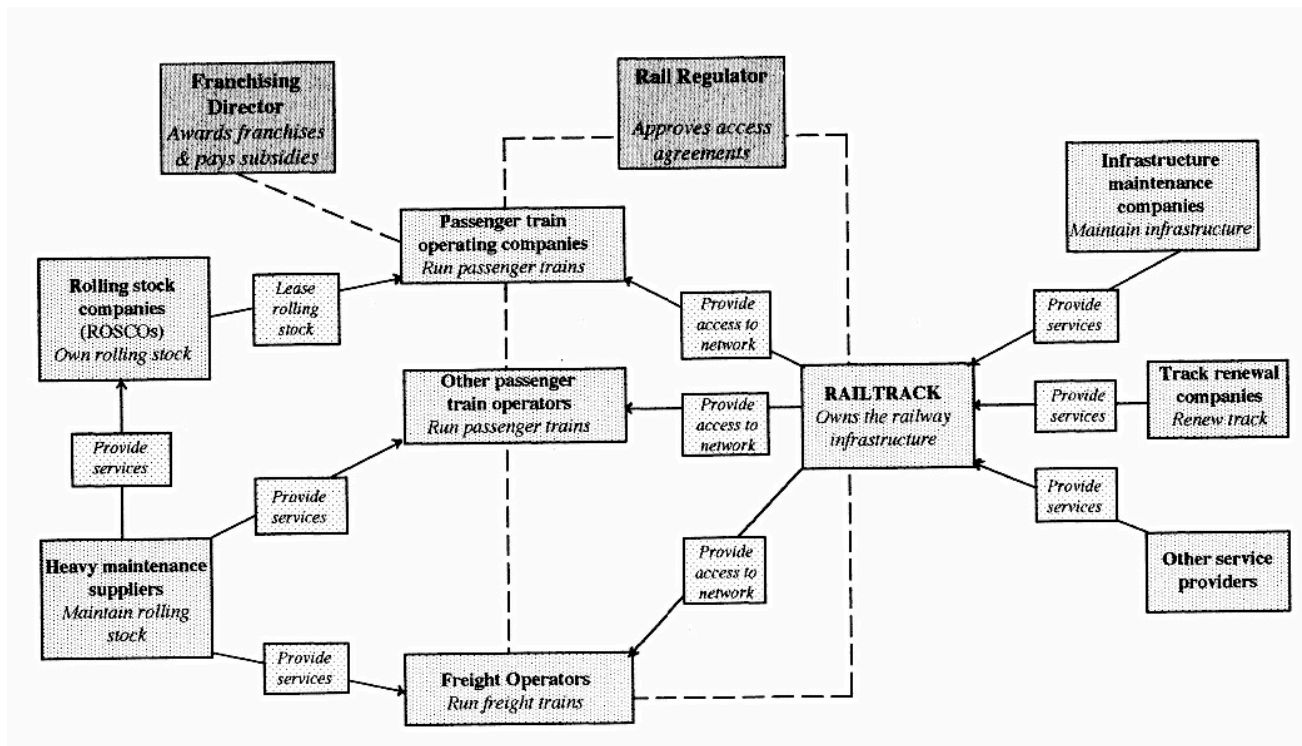 Franchising
Director
Awards franchises
& pays subsidies
Rail Regulator
Approves access
agreements
Infrastructure
maintenance
companies
Maintain infrastructure
Passenger train
operating companies
Run passenger trains
Rolling stock
companies
(ROSCOs)
Own rolling stock
Lease
rolling
stock
Provide
access to
network
Provide
services
Other passenger
train operators
Run passenger trains
Provide
access to
network
RAILTRACK
Owns the railway
infrastructure
Provide
services
Track renewal
companies
Renew track
Provide
services
Provide
services
Provide
services
Heavy maintenance
suppliers
Maintain rolling
stock
Provide
access to
network
Other service
providers
Provide
services
Freight Operators
Run freight trains